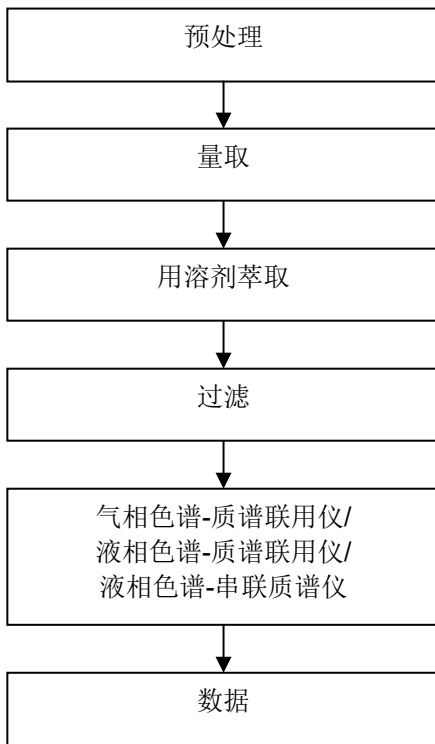 预处理
量取
用溶剂萃取
过滤
气相色谱-质谱联用仪/
液相色谱-质谱联用仪/
液相色谱-串联质谱仪
数据